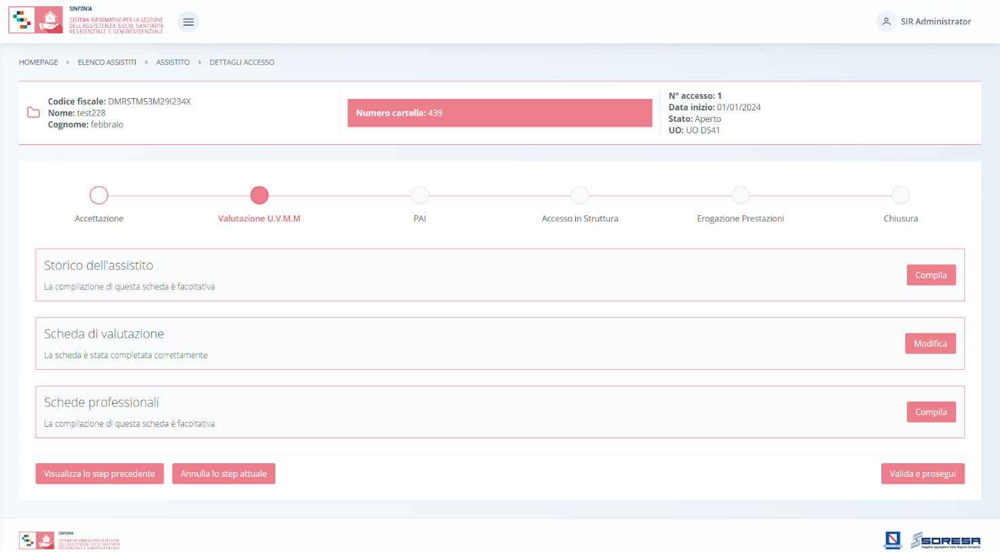 SINFONIA
SISTEMA INFORMATIVO PER LA GESTIONE
DELL'ASSISTENZA SOCIO SANITARIA
RESIDENZIALE E SEMIRESIDENZIALE
SIR Administrator
HOMEPAGE > ELENCO ASSISTITI > ASSISTITO > DETTAGLI ACCESSO
Codice fiscale: DMRSTM53M29I234X
Nome: test228
Cognome: febbraio
Numero cartella: 439
N° accesso: 1
Data inizio: 01/01/2024
Stato: Aperto
UO: UO DS41
Accettazione
Valutazione U.V.M.M
PAI
Accesso in Struttura
Erogazione Prestazioni
Chiusura
Storico dell'assistito
La compilazione di questa scheda è facoltativa
Compila
Scheda di valutazione
La scheda è stata completata correttamente
Modifica
Schede professionali
La compilazione di questa scheda è facoltativa
Compila
Visualizza lo step precedente
Annulla lo step attuale
Valida e prosegui
SINFONIA
SISTEMA INFORMATIVO PER LA GESTIONE
DELL'ASSISTENZA SOCIO SANITARIA
RESIDENZIALE E SEMIRESIDENZIALE
SORESA
Soggetto aggregatore della Regione Campania